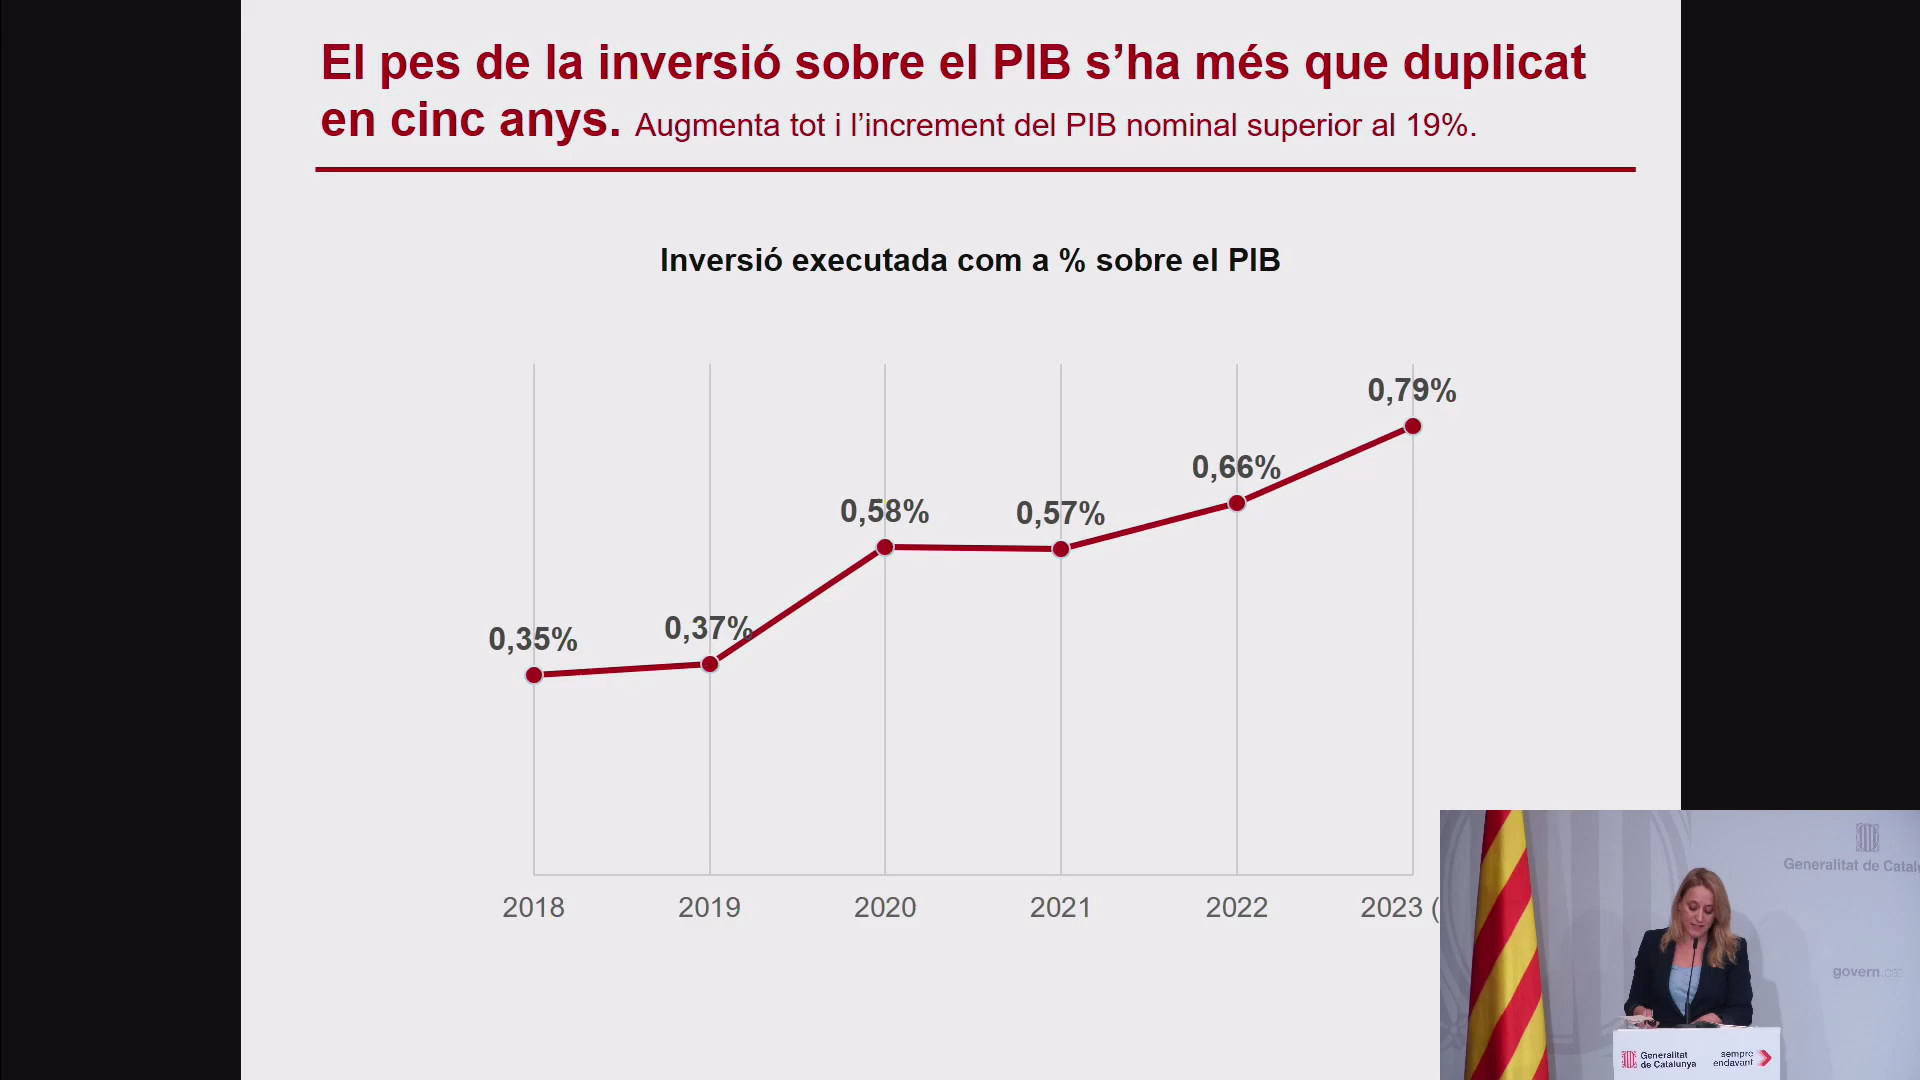 El pes de la inversió sobre el PIB s’ha més que duplicat
en cinc anys. Augmenta tot i l’increment del PIB nominal superior al 19%.
Inversió executada com a % sobre el PIB
0,35%
0,37%
0,58%
0,57%
0,66%
0,79%
2018
2019
2020
2021
2022
2023 (
Generalitat de
govern
Generalitat
de Catalunya
sempre
endavant